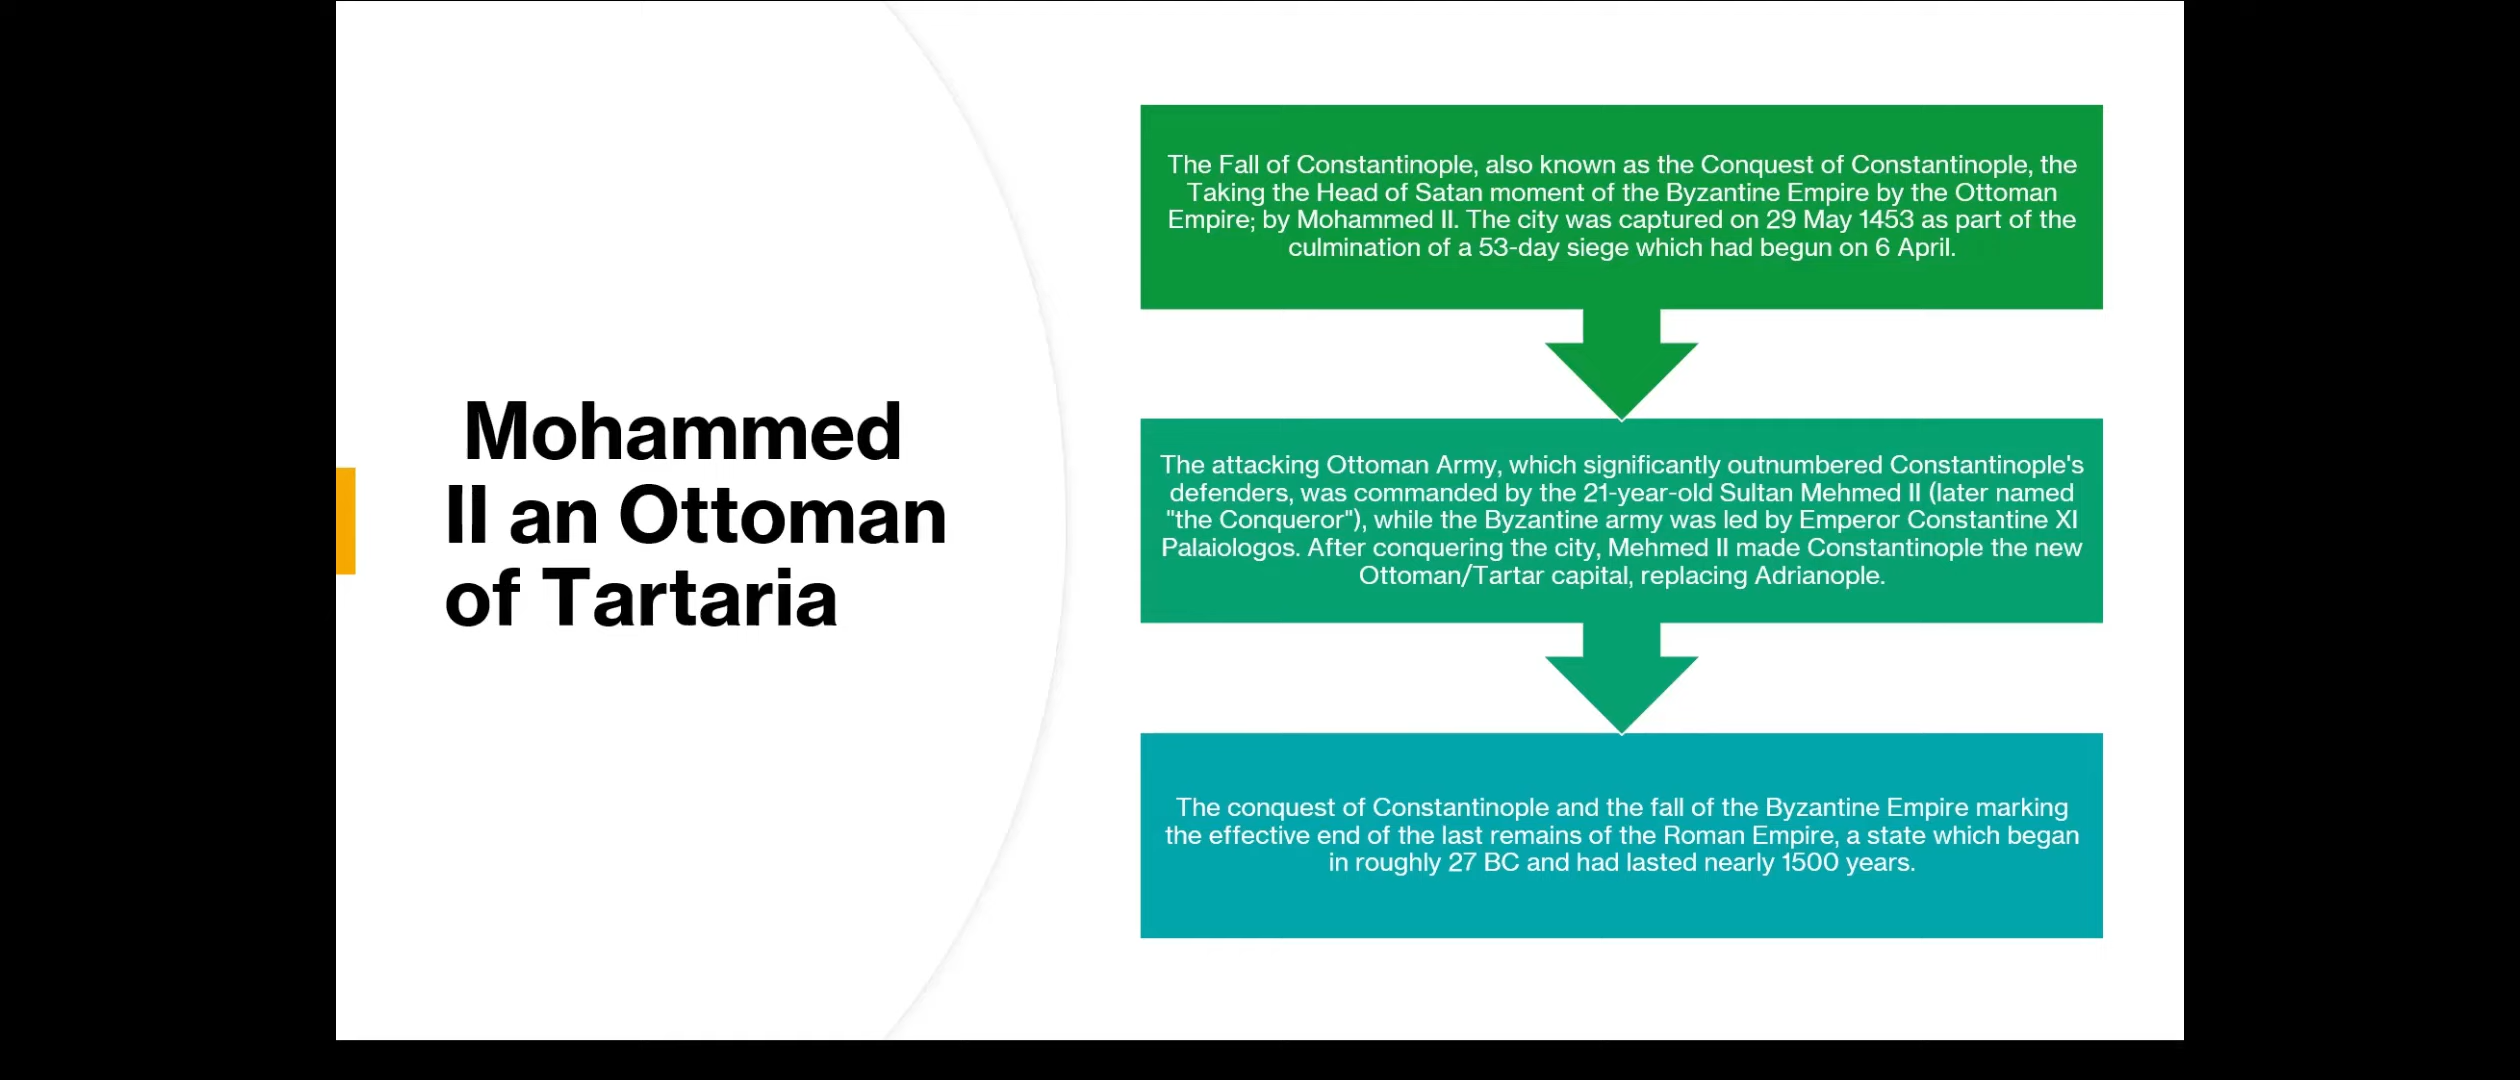 Mohammed
II an Ottoman
of Tartaria
The Fall of Constantinople, also known as the Conquest of Constantinople, the
Taking the Head of Satan moment of the Byzantine Empire by the Ottoman
Empire; by Mohammed II. The city was captured on 29 May 1453 as part of the
culmination of a 53-day siege which had begun on 6 April.
The attacking Ottoman Army, which significantly outnumbered Constantinople's
defenders, was commanded by the 21-year-old Sultan Mehmed II (later named
"the Conqueror"), while the Byzantine army was led by Emperor Constantine XI
Palaiologos. After conquering the city, Mehmed II made Constantinople the new
Ottoman/Tartar capital, replacing Adrianople.
The conquest of Constantinople and the fall of the Byzantine Empire marking
the effective end of the last remains of the Roman Empire, a state which began
in roughly 27 BC and had lasted nearly 1500 years.